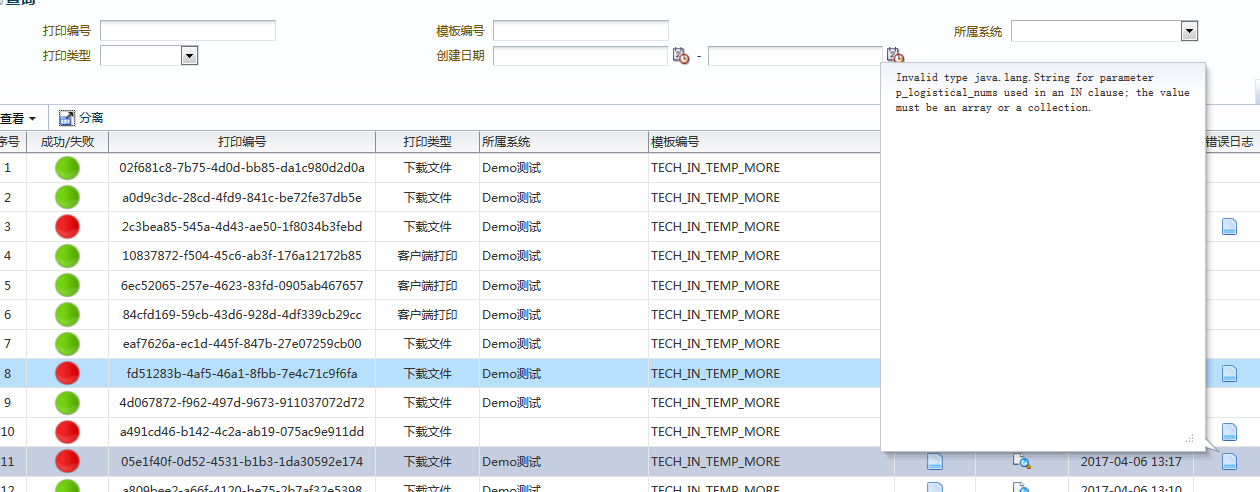 查询
打印编号 模板编号 所属系统
打印类型 创建日期 -
Invalid type java.lang.String for parameter
p_logistical_nums used in an IN clause; the value
must be an array or a collection.
查看 分离
序号 成功/失败 打印编号 打印类型 所属系统 模板编号 错误日志
1 02f681c8-7b75-4d0d-bb85-da1c980d2d0a 下载文件 Demo测试 TECH_IN_TEMP_MORE
2 a0d9c3dc-28cd-4fd9-841c-be72fe37db5e 下载文件 Demo测试 TECH_IN_TEMP_MORE
3 2c3bea85-545a-4d43-ae50-1f8034b3febd 下载文件 Demo测试 TECH_IN_TEMP_MORE
4 10837872-f504-45c6-ab3f-176a12172b85 客户端打印 Demo测试 TECH_IN_TEMP_MORE
5 6ec52065-257e-4623-83fd-0905ab467657 客户端打印 Demo测试 TECH_IN_TEMP_MORE
6 84cfd169-59cb-43d6-928d-4df339cb29cc 客户端打印 Demo测试 TECH_IN_TEMP_MORE
7 eaf7626a-ec1d-445f-847b-27e07259cb00 下载文件 Demo测试 TECH_IN_TEMP_MORE
8 fd51283b-4af5-46a1-8fbb-7e4c71c9f6fa 下载文件 Demo测试 TECH_IN_TEMP_MORE
9 4d067872-f962-497d-9673-911037072d72 下载文件 Demo测试 TECH_IN_TEMP_MORE
10 a491cd46-b142-4c2a-ab19-075ac9e911dd 下载文件 TECH_IN_TEMP_MORE
11 05e1f40f-0d52-4531-b1b3-1da30592e174 下载文件 Demo测试 TECH_IN_TEMP_MORE 2017-04-06 13:17
12 a809bee2-a66f-4120-be75-2b7af32e5398 下载文件 Demo测试 TECH_IN_TEMP_MORE 2017-04-06 13:10